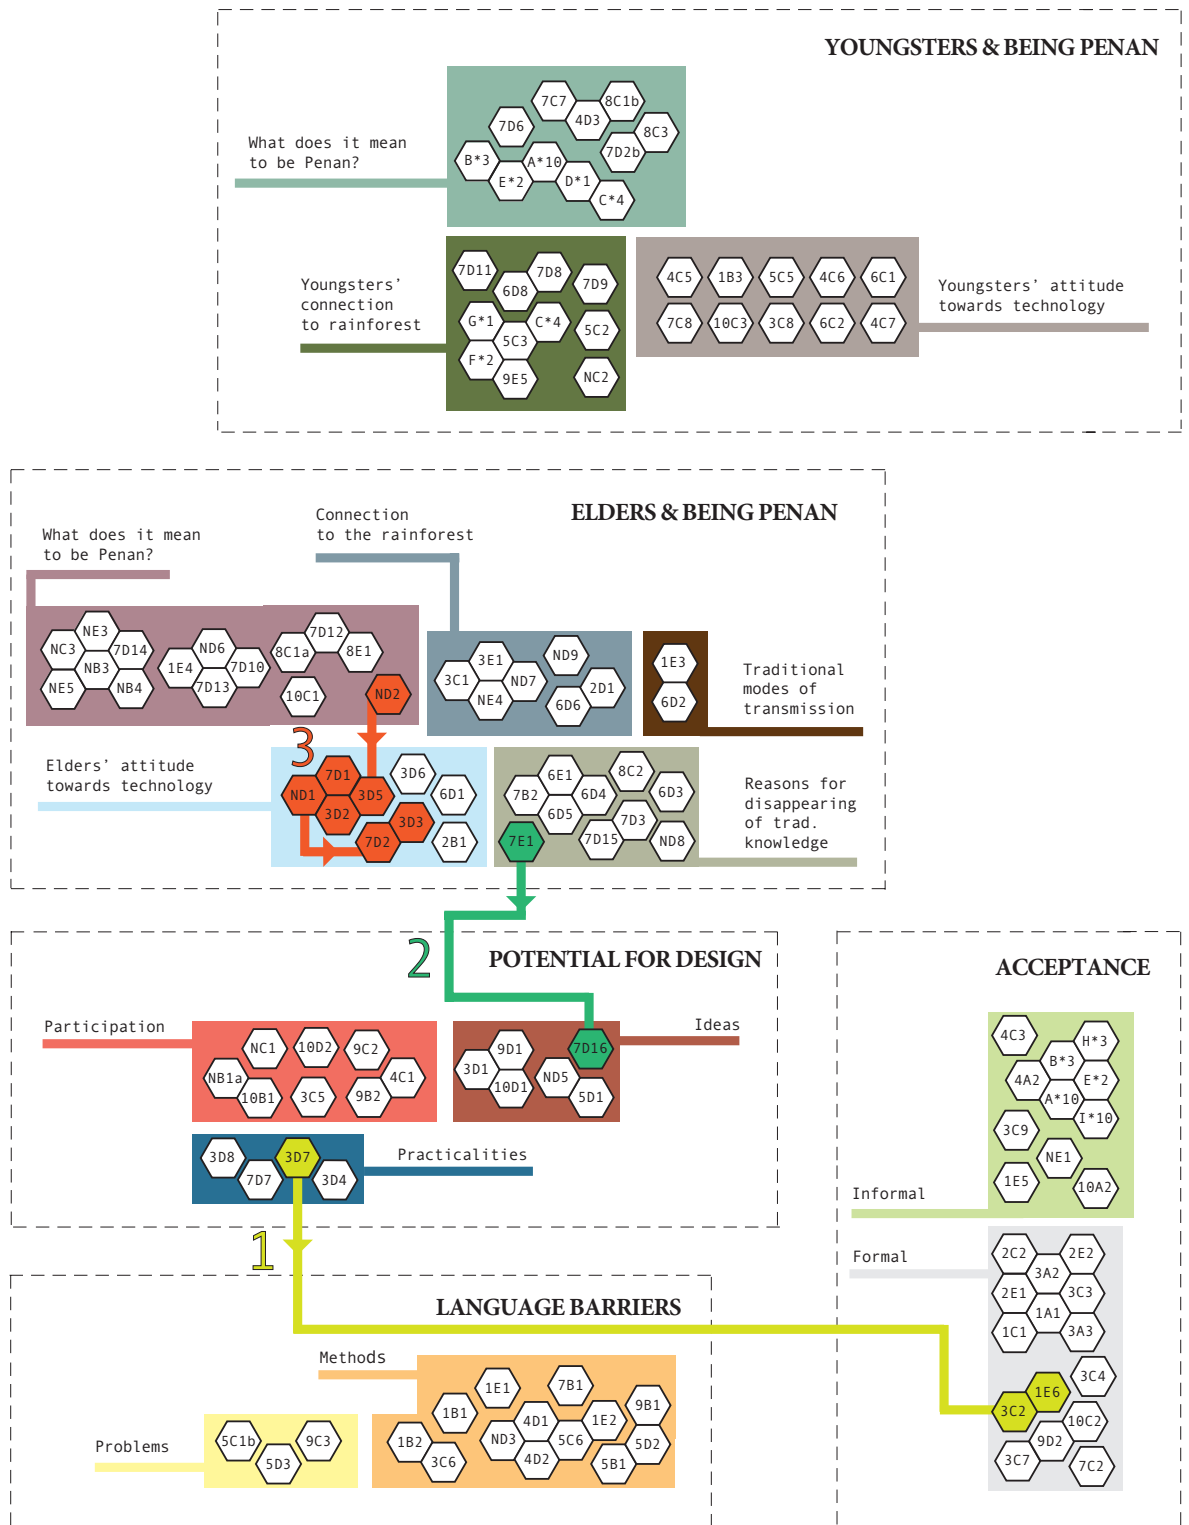 YOUNGSTERS & BEING PENAN
What does it mean
to be Penan?
7C7
8C1b
4D3
7D6
8C3
7D2b
B*3
A*10
E*2
D*1
C*4
Youngsters'
connection
to rainforest
7D11
7D8
6D8
7D9
G*1
C*4
5C3
5C2
F*2
9E5
NC2
4C5
1B3
5C5
4C6
6C1
7C8
10C3
3C8
6C2
4C7
Youngsters' attitude
towards technology
ELDERS & BEING PENAN
What does it mean
to be Penan?
Connection
to the rainforest
NE3
NC3
7D14
NB3
NE5
NB4
ND6
1E4
7D10
7D13
7D12
8C1a
8E1
10C1
ND2
3E1
3C1
ND7
NE4
ND9
2D1
6D6
1E3
6D2
Traditional
modes of
transmission
3
Elders' attitude
towards technology
7D1
ND1
3D5
3D2
3D3
7D2
3D6
6D1
2B1
6E1
7B2
6D4
6D5
7E1
8C2
6D3
7D3
7D15
ND8
Reasons for
disappearing
of trad.
knowledge
2
POTENTIAL FOR DESIGN
Participation
NC1
10D2
9C2
NB1a
4C1
10B1
3C5
9B2
9D1
3D1
10D1
7D16
ND5
5D1
Ideas
3D8
3D7
7D7
3D4
Practicalities
1
ACCEPTANCE
4C3
H*3
B*3
4A2
E*2
A*10
I*10
3C9
NE1
1E5
10A2
Informal
Formal
2C2
2E2
3A2
2E1
3C3
1A1
1C1
3A3
3C4
1E6
3C2
10C2
9D2
3C7
7C2
LANGUAGE BARRIERS
Methods
1E1
7B1
1B1
9B1
4D1
1E2
1B2
ND3
5C6
5D2
3C6
4D2
5B1
Problems
5C1b
9C3
5D3